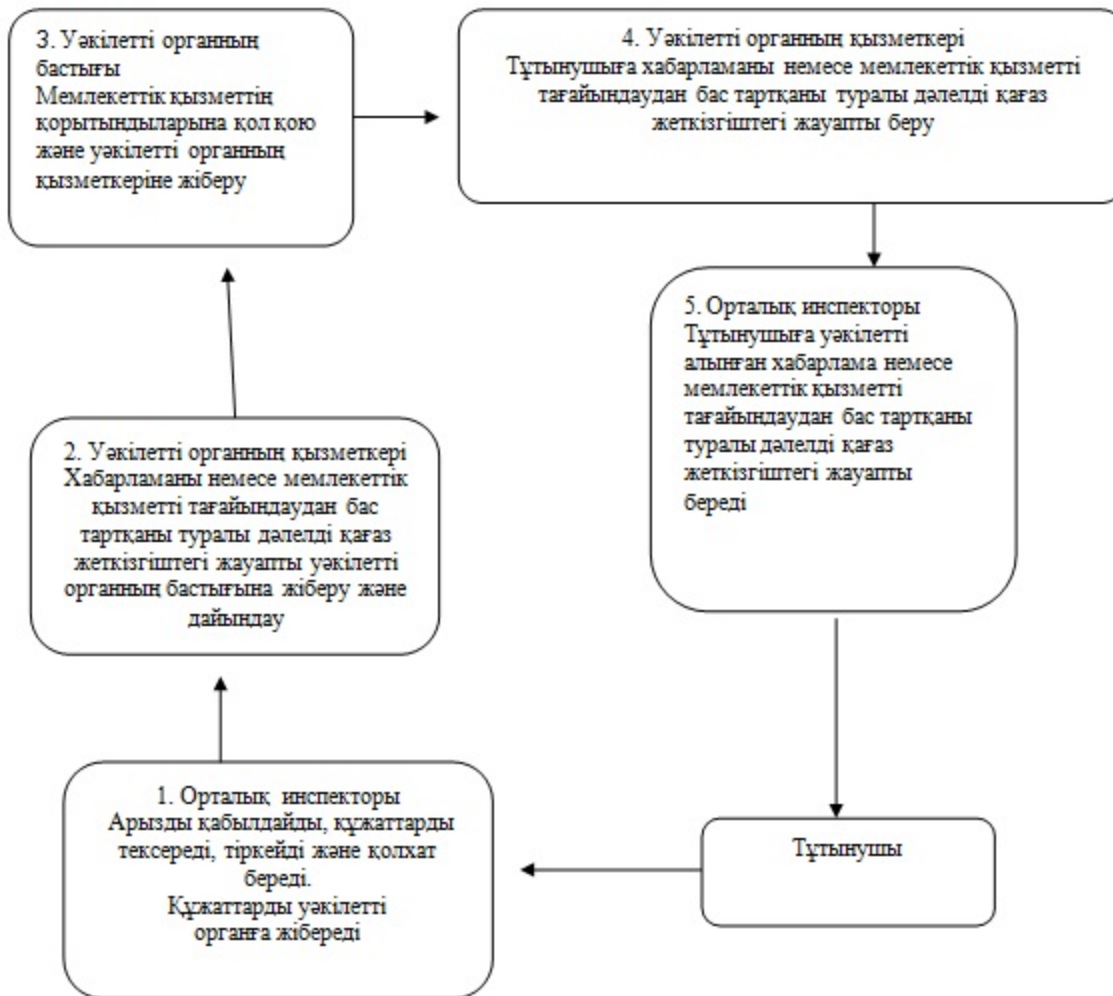 3. Уәкілетті органның
бастығы
Мемлекеттік қызметтің
қорытындыларына қол қою
және уәкілетті органның
қызметкеріне жіберу
4. Уәкілетті органның қызметкері
Тұтынушыға хабарламаны немесе мемлекеттік қызметті
тағайындаудан бас тартқаны туралы дәлелді қағаз
жеткізгіштегі жауапты беру
5. Орталық инспекторы
Тұтынушыға уәкілетті
алынған хабарлама немесе
мемлекеттік қызметті
тағайындаудан бас тартқаны
туралы дәлелді қағаз
жеткізгіштегі жауапты
береді
2. Уәкілетті органның қызметкері
Хабарламаны немесе мемлекеттік
қызметті тағайындаудан бас
тартқаны туралы дәлелді қағаз
жеткізгіштегі жауапты уәкілетті
органның бастығына жіберу және
дайындау
1. Орталық инспекторы
Арызды қабылдайды, құжаттарды
тексереді, тіркейді және қолхат
береді.
Құжаттарды уәкілетті
органға жібереді
Тұтынушы